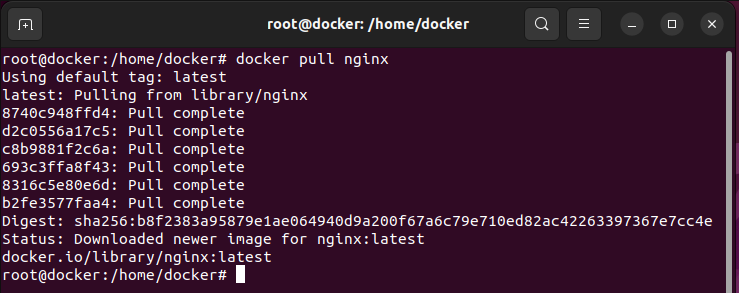 root@docker: /home/docker
root@docker:/home/docker# docker pull nginx
Using default tag: latest
latest: Pulling from library/nginx
8740c948ffd4: Pull complete
d2c0556a17c5: Pull complete
c8b9881f2c6a: Pull complete
693c3ffa8f43: Pull complete
8316c5e80e6d: Pull complete
b2fe3577faa4: Pull complete
Digest: sha256:b8f2383a95879e1ae064940d9a200f67a6c79e710ed82ac42263397367e7cc4e
Status: Downloaded newer image for nginx:latest
docker.io/library/nginx:latest
root@docker:/home/docker#